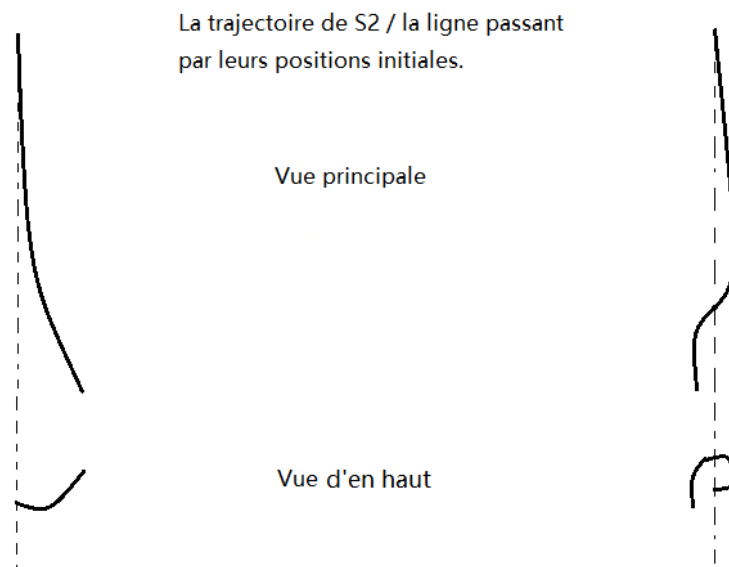 La trajectoire de S2 / la ligne passant
par leurs positions initiales.
Vue principale
Vue d'en haut